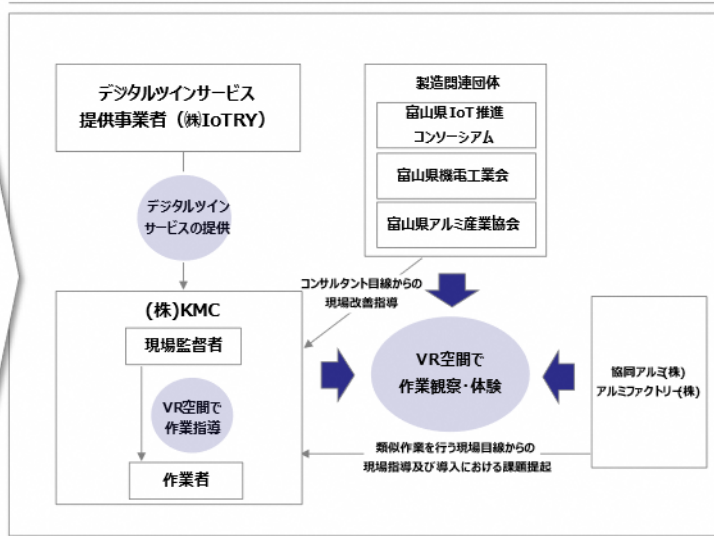 デジタルツインサービス
提供事業者（㈱IoTRY）
デジタルツイン
サービスの提供
製造関連団体
富山県IoT推進
コンソーシアム
富山県機電工業会
富山県アルミ産業協会
コンサルタント目線からの
現場改善指導
(株)KMC
現場監督者
VR空間で
作業指導
作業者
VR空間で
作業観察・体験
協同アルミ(株)
アルミファクトリー(株)
類似作業を行う現場目線からの
現場指導及び導入における課題提起